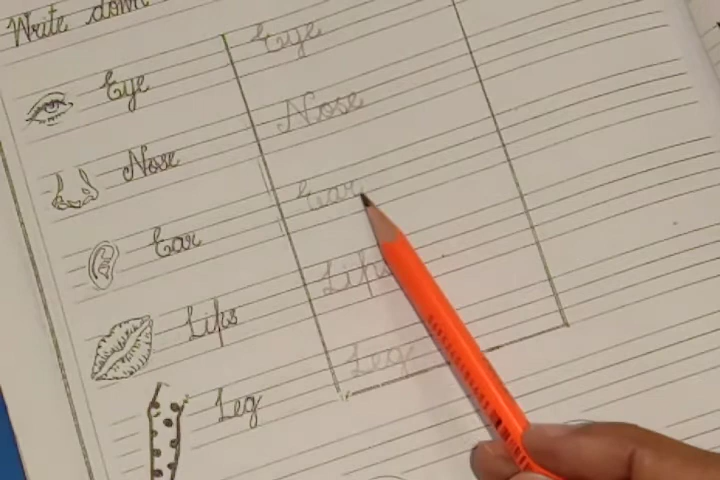 Write down
Eye Eye
Nose Nose
Ear Ear
Lips Lips
Leg Leg